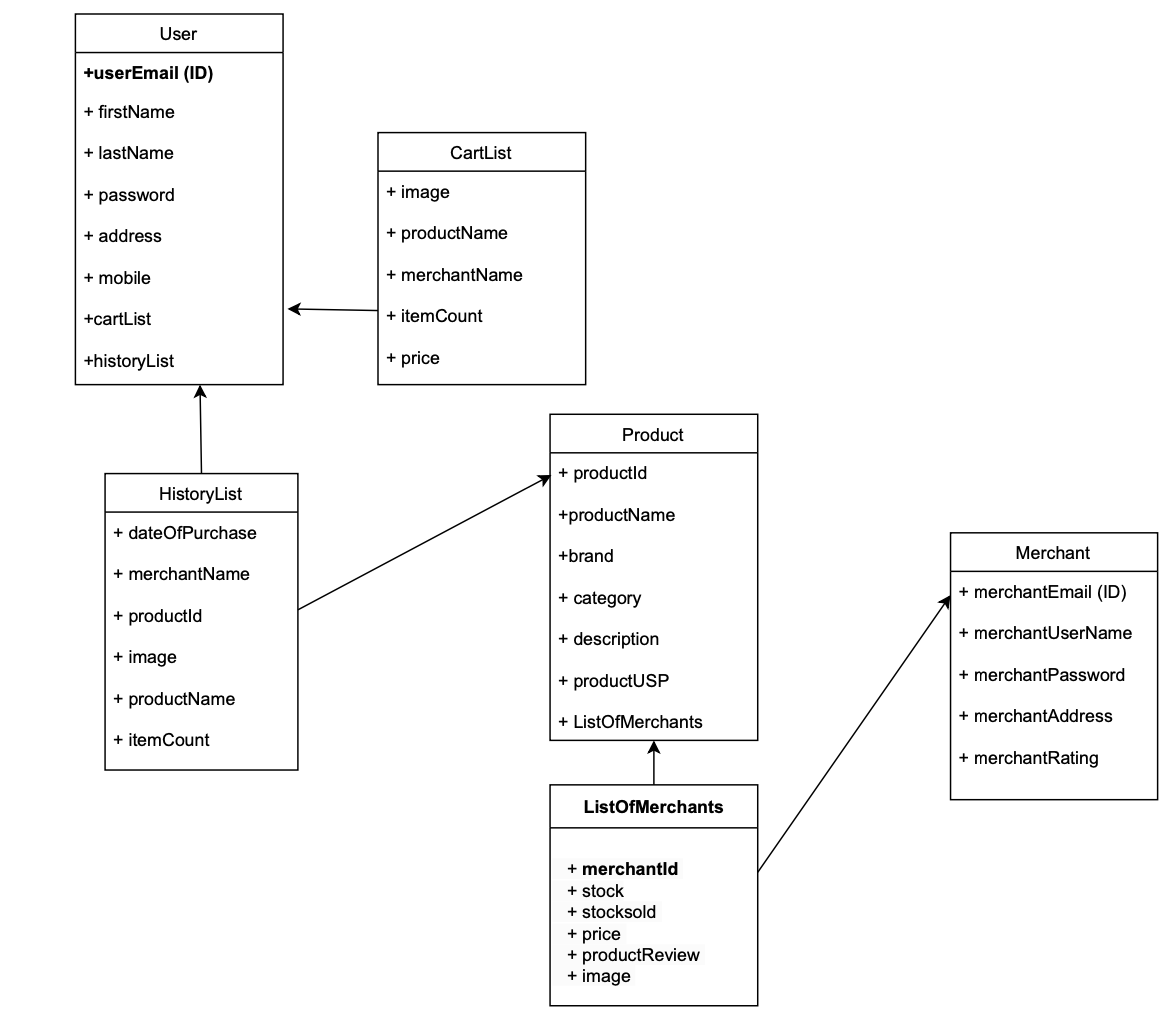 User
+userEmail (ID)
+ firstName
+ lastName
+ password
+ address
+ mobile
+cartList
+historyList
CartList
+ image
+ productName
+ merchantName
+ itemCount
+ price
HistoryList
+ dateOfPurchase
+ merchantName
+ productId
+ image
+ productName
+ itemCount
Product
+ productId
+productName
+brand
+ category
+ description
+ productUSP
+ ListOfMerchants
ListOfMerchants
+ merchantId
+ stock
+ stocksold
+ price
+ productReview
+ image
Merchant
+ merchantEmail (ID)
+ merchantUserName
+ merchantPassword
+ merchantAddress
+ merchantRating